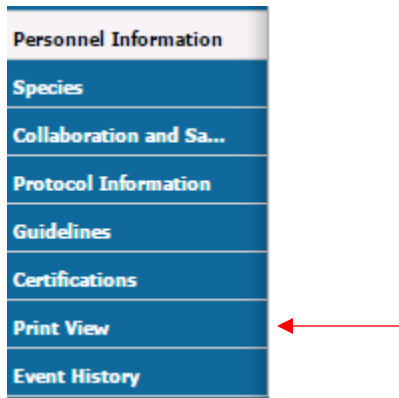 Personnel Information
Species
Collaboration and Sa...
Protocol Information
Guidelines
Certifications
Print View
Event History